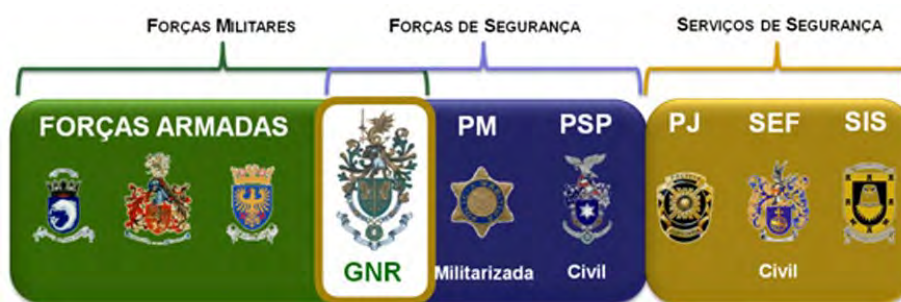 FORÇAS MILITARES
FORÇAS DE SEGURANÇA
SERVIÇOS DE SEGURANÇA
FORÇAS ARMADAS
PM
PSP
PJ
SEF
SIS
GNR
Militarizada
Civil
Civil